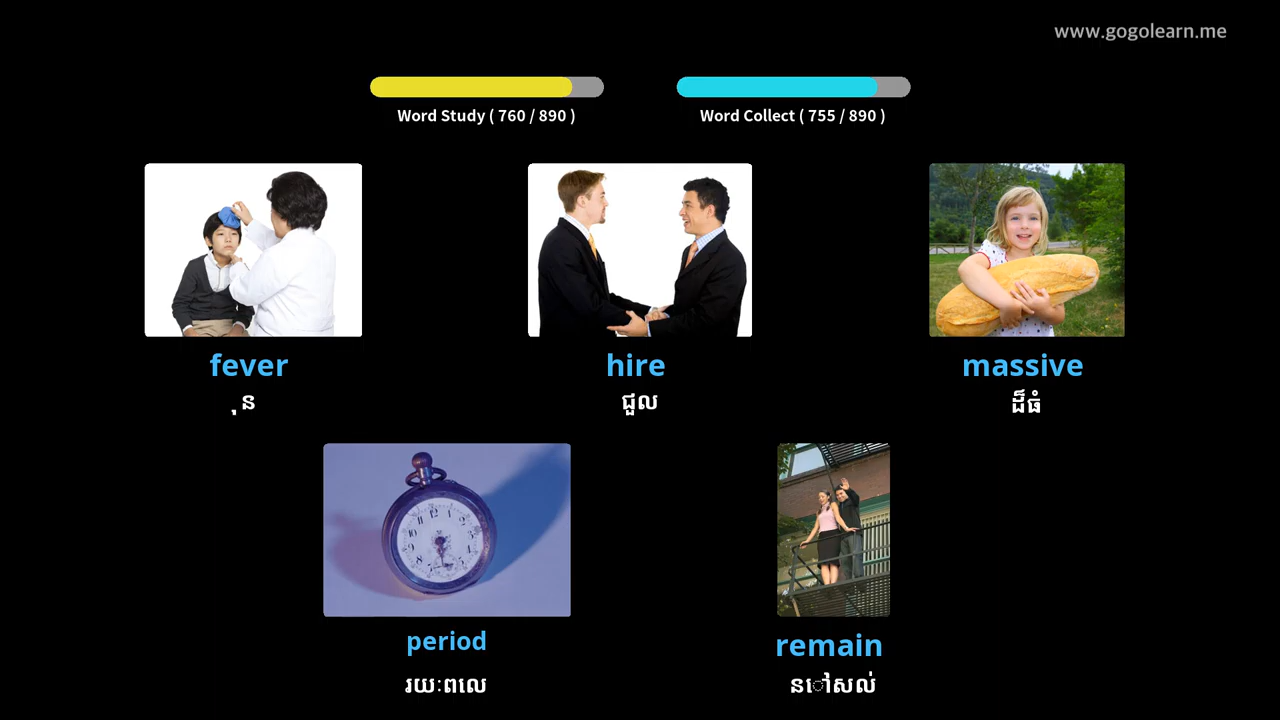 www.gogolearn.me
Word Study ( 760 / 890 )
Word Collect ( 755 / 890 )
fever
ុន
hire
ជួល
massive
ដ៏ធំ
period
រយៈពលេ
remain
នៅសល់